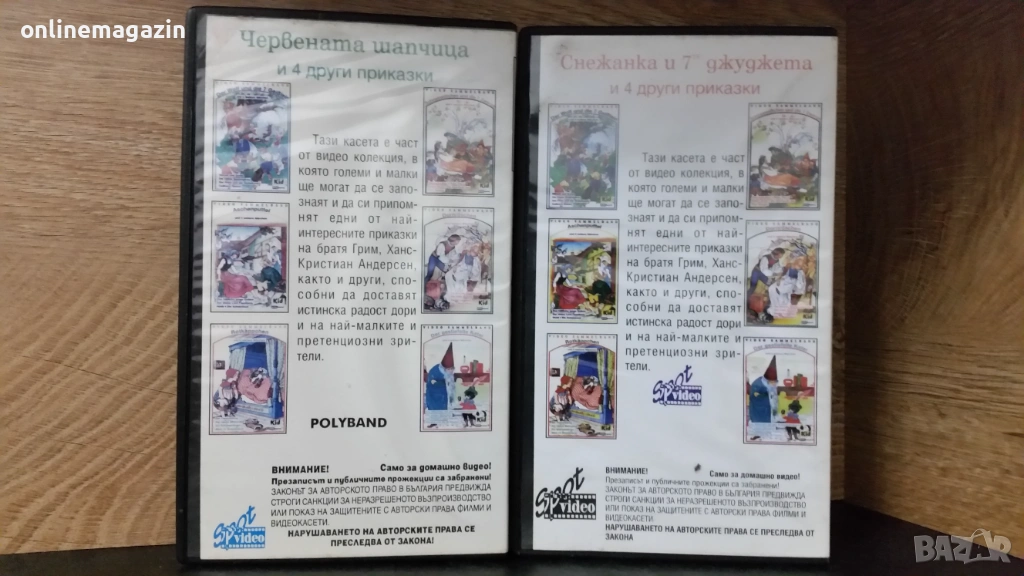 onlinemagazin
Червената шапчица
и 4 други приказки
Тази касета е част
от видео колекция, в
която големи и малки
ще могат да се запо-
знаят и да си припом-
нят едни от най-
интересните приказки
на братя Грим, Ханс-
Кристиан Андерсен,
както и други, спо-
собни да доставят
истинска радост дори
и на най-малките и
претенциозни зри-
тели.
POLYBAND
ВНИМАНИЕ! Само за домашно видео!
Презаписът и публичните прожекции са забранени!
ЗАКОНЪТ ЗА АВТОРСКОТО ПРАВО В БЪЛГАРИЯ ПРЕДВИЖДА
СТРОГИ САНКЦИИ ЗА НЕРАЗРЕШЕНОТО ВЪЗПРОИЗВОДСТВО
ИЛИ ПОКАЗ НА ЗАЩИТЕНИТЕ С АВТОРСКИ ПРАВА ФИЛМИ И
ВИДЕОКАСЕТИ.
НАРУШАВАНЕТО НА АВТОРСКИТЕ ПРАВА СЕ
ПРЕСЛЕДВА ОТ ЗАКОНА!
Spot
video
Снежанка и 7те джуджета
и 4 други приказки
Тази касета е част
от видео колекция, в
която големи и малки
ще могат да се запо-
знаят и да си припом-
нят едни от най-
интересните приказки
на братя Грим, Ханс-
Кристиан Андерсен,
както и други, спо-
собни да доставят
истинска радост дори
и на най-малките и
претенциозни зри-
тели.
Spot
video
ВНИМАНИЕ! Само за домашно видео!
Презаписът и публичните прожекции са забранени!
ЗАКОНЪТ ЗА АВТОРСКОТО ПРАВО В БЪЛГАРИЯ ПРЕДВИЖДА
СТРОГИ САНКЦИИ ЗА НЕРАЗРЕШЕНОТО ВЪЗПРОИЗВОДСТВО
ИЛИ ПОКАЗ НА ЗАЩИТЕНИТЕ С АВТОРСКИ ПРАВА ФИЛМИ И
ВИДЕОКАСЕТИ.
НАРУШАВАНЕТО НА АВТОРСКИТЕ ПРАВА СЕ ПРЕСЛЕДВА ОТ
ЗАКОНА
Spot
video
BAZAR